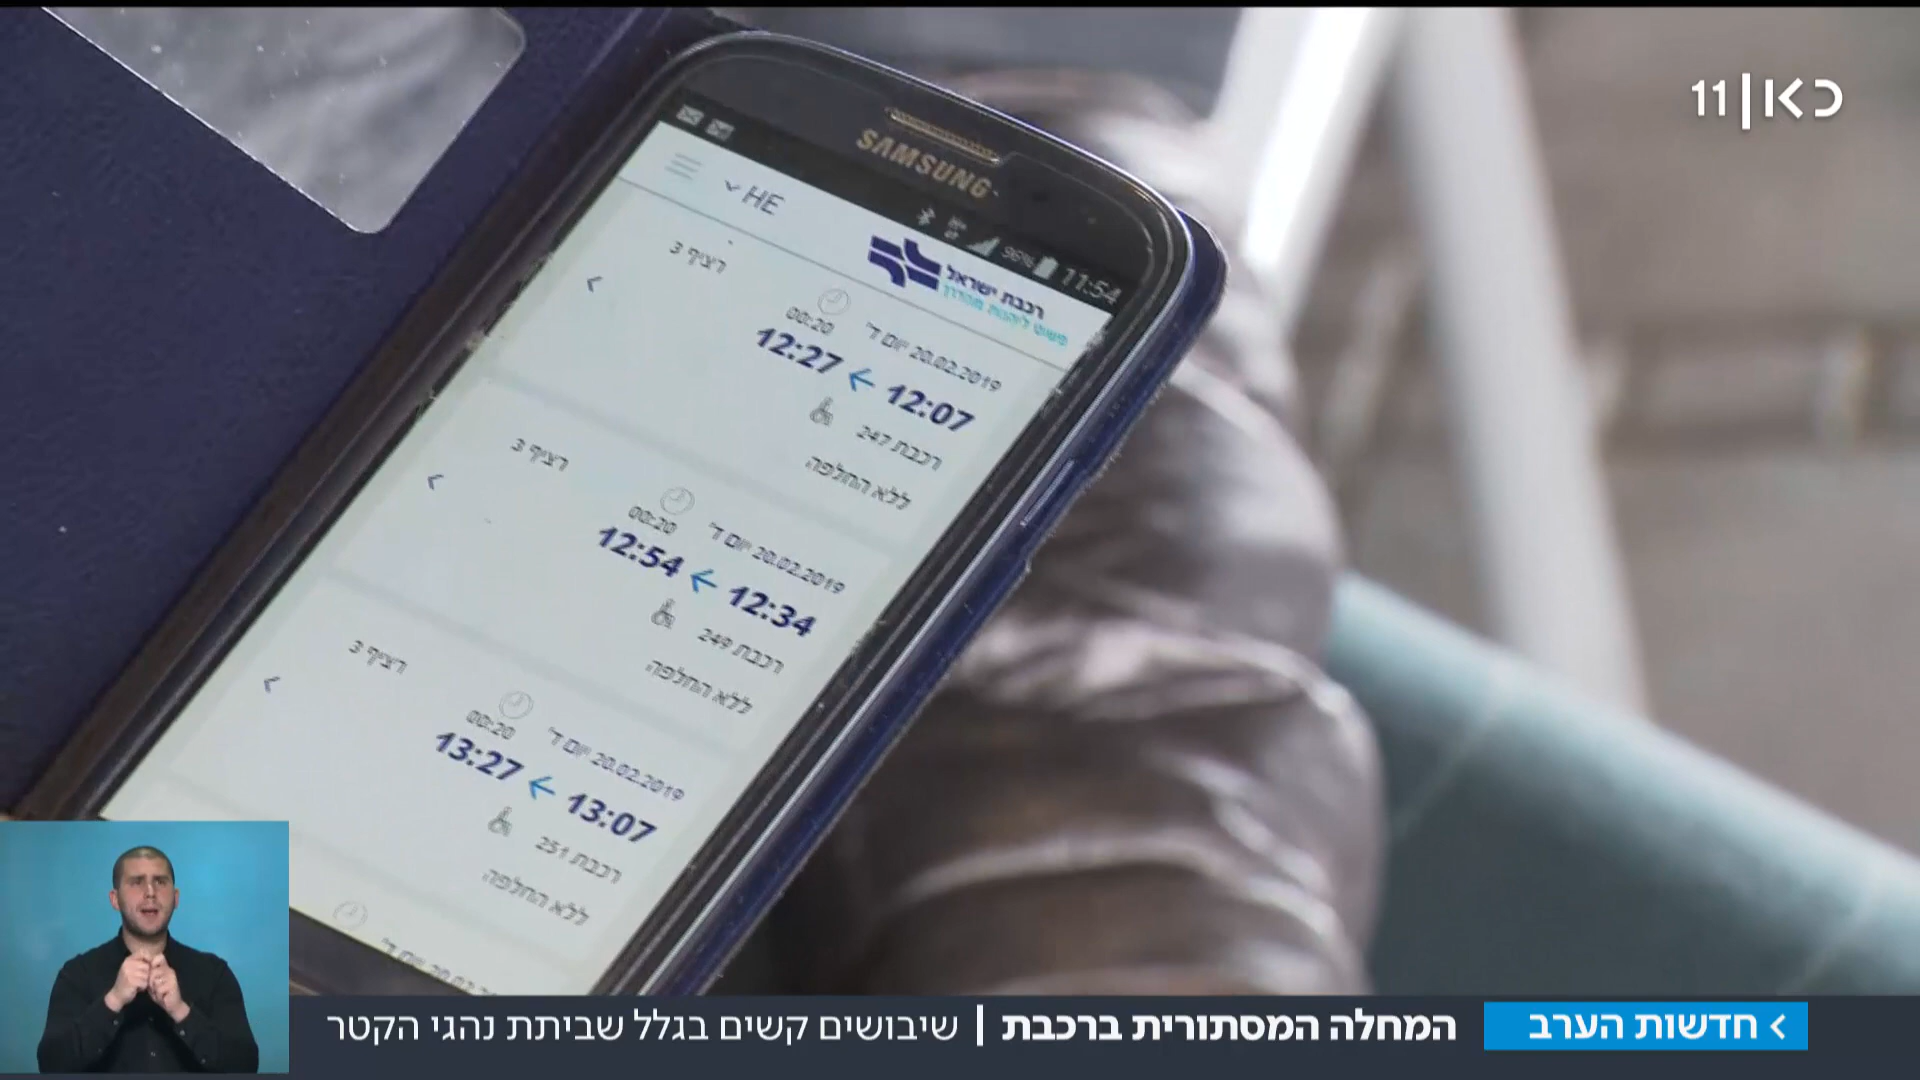 כאן 11
SAMSUNG
96% 11:54
HE
רכבת ישראל
פשוט ליהנות מהדרך
רציף 3
20.02.2019 יום ד'
00:20
12:07 ← 12:27
רכבת 247
ללא החלפה
רציף 3
20.02.2019 יום ד'
00:20
12:34 ← 12:54
רכבת 249
ללא החלפה
רציף 3
20.02.2019 יום ד'
00:20
13:07 ← 13:27
רכבת 251
ללא החלפה
חדשות הערב
המחלה המסתורית ברכבת | שיבושים קשים בגלל שביתת נהגי הקטר